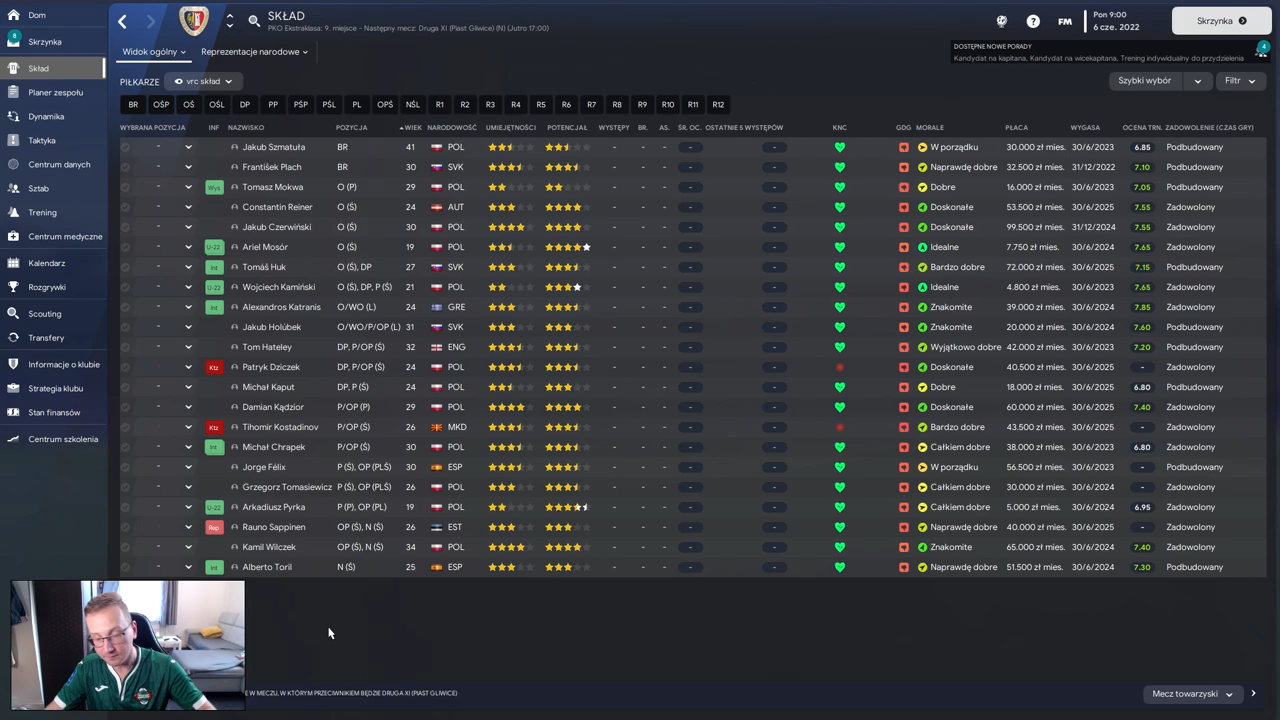 Dom
SKŁAD
PKO Ekstraklasa: 9. miejsce - Następny mecz: Druga XI (Piast Gliwice) (N) (Jutro 17:00)
FM
Pon 9:00
6 cze. 2022
Skrzynka
8
Skrzynka
Widok ogólny
Reprezentacje narodowe
DOSTĘPNE NOWE PORADY
Kandydat na kapitana, Kandydat na wicekapitana, Trening indywidualny do przydzielenia
4
Skład
PIŁKARZE
vrc skład
Szybki wybór
Filtr
Planer zespołu
BR OŚP OŚ OŚL DP PP PŚP PŚL PL OPŚ NŚL R1 R2 R3 R4 R5 R6 R7 R8 R9 R10 R11 R12
Dynamika
WYBRANA POZYCJA INF NAZWISKO POZYCJA WIEK NARODOWOŚĆ UMIEJĘTNOŚCI POTENCJAŁ WYSTĘPY BR. AS. ŚR. OC. OSTATNIE 5 WYSTĘPÓW KNC GDG MORALE PŁACA WYGASA OCENA TRN. ZADOWOLENIE (CZAS GRY)
Taktyka
Centrum danych
Sztab
Trening
Centrum medyczne
Kalendarz
Rozgrywki
Scouting
Transfery
Informacje o klubie
Strategia klubu
Stan finansów
Centrum szkolenia
- Jakub Szmatuła BR 41 POL - - - - - W porządku 30.000 zł mies. 30/6/2023 6.85 Podbudowany
- František Plach BR 30 SVK - - - - - Naprawdę dobre 32.500 zł mies. 31/12/2022 7.10 Podbudowany
- Wys Tomasz Mokwa O (P) 29 POL - - - - - Dobre 16.000 zł mies. 30/6/2023 7.05 Podbudowany
- Constantin Reiner O (Ś) 24 AUT - - - - - Doskonałe 53.500 zł mies. 30/6/2025 7.55 Zadowolony
- Jakub Czerwiński O (Ś) 30 POL - - - - - Doskonałe 99.500 zł mies. 31/12/2024 7.55 Zadowolony
- U-22 Ariel Mosór O (Ś) 19 POL - - - - - Idealne 7.750 zł mies. 30/6/2024 7.65 Zadowolony
- Int Tomáš Huk O (Ś), DP 27 SVK - - - - - Bardzo dobre 72.000 zł mies. 30/6/2025 7.15 Podbudowany
- U-22 Wojciech Kamiński O (Ś), DP, P (Ś) 21 POL - - - - - Idealne 4.800 zł mies. 30/6/2023 7.65 Podbudowany
- Int Alexandros Katranis O/WO (L) 24 GRE - - - - - Znakomite 39.000 zł mies. 30/6/2024 7.85 Podbudowany
- Jakub Holúbek O/WO/P/OP (L) 31 SVK - - - - - Znakomite 20.000 zł mies. 30/6/2024 7.60 Podbudowany
- Tom Hateley DP, P/OP (Ś) 32 ENG - - - - - Wyjątkowo dobre 42.000 zł mies. 30/6/2023 7.20 Podbudowany
- Ktz Patryk Dziczek DP, P/OP (Ś) 24 POL - - - - - Doskonałe 40.500 zł mies. 30/6/2025 - Zadowolony
- Michał Kaput DP, P (Ś) 24 POL - - - - - Dobre 18.000 zł mies. 30/6/2025 6.80 Podbudowany
- Damian Kądzior P/OP (P) 29 POL - - - - - Doskonałe 60.000 zł mies. 30/6/2025 7.40 Zadowolony
- Ktz Tihomir Kostadinov P/OP (Ś) 26 MKD - - - - - Bardzo dobre 43.500 zł mies. 30/6/2025 - Zadowolony
- Int Michał Chrapek P/OP (Ś) 30 POL - - - - - Całkiem dobre 38.000 zł mies. 30/6/2023 6.80 Zadowolony
- Jorge Félix P (Ś), OP (PLŚ) 30 ESP - - - - - W porządku 56.500 zł mies. 30/6/2023 - Podbudowany
- Grzegorz Tomasiewicz P (Ś), OP (PLŚ) 26 POL - - - - - Całkiem dobre 30.000 zł mies. 30/6/2024 - Zadowolony
- U-22 Arkadiusz Pyrka P (P), OP (PL) 19 POL - - - - - Całkiem dobre 5.000 zł mies. 30/6/2024 6.95 Zadowolony
- Rep Rauno Sappinen OP (Ś), N (Ś) 26 EST - - - - - Naprawdę dobre 40.000 zł mies. 30/6/2025 - Podbudowany
- Kamil Wilczek OP (Ś), N (Ś) 34 POL - - - - - Znakomite 65.000 zł mies. 30/6/2024 7.40 Zadowolony
- Int Alberto Toril N (Ś) 25 ESP - - - - - Naprawdę dobre 51.500 zł mies. 30/6/2024 7.30 Podbudowany
E W MECZU, W KTÓRYM PRZECIWNIKIEM BĘDZIE DRUGA XI (PIAST GLIWICE)
Mecz towarzyski